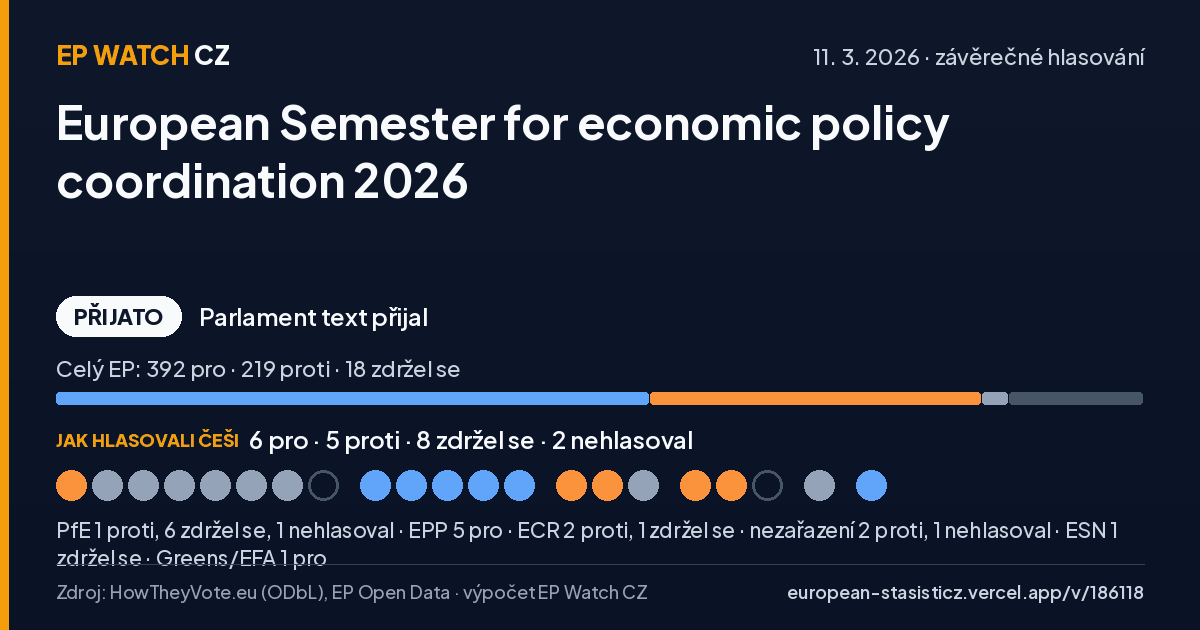 EP WATCH CZ
11. 3. 2026 · závěrečné hlasování
European Semester for economic policy
coordination 2026
PŘIJATO Parlament text přijal
Celý EP: 392 pro · 219 proti · 18 zdržel se
JAK HLASOVALI ČEŠI 6 pro · 5 proti · 8 zdržel se · 2 nehlasoval
PfE 1 proti, 6 zdržel se, 1 nehlasoval · EPP 5 pro · ECR 2 proti, 1 zdržel se · nezařazení 2 proti, 1 nehlasoval · ESN 1
zdržel se · Greens/EFA 1 pro
Zdroj: HowTheyVote.eu (ODbL), EP Open Data · výpočet EP Watch CZ
european-stasisticz.vercel.app/v/186118